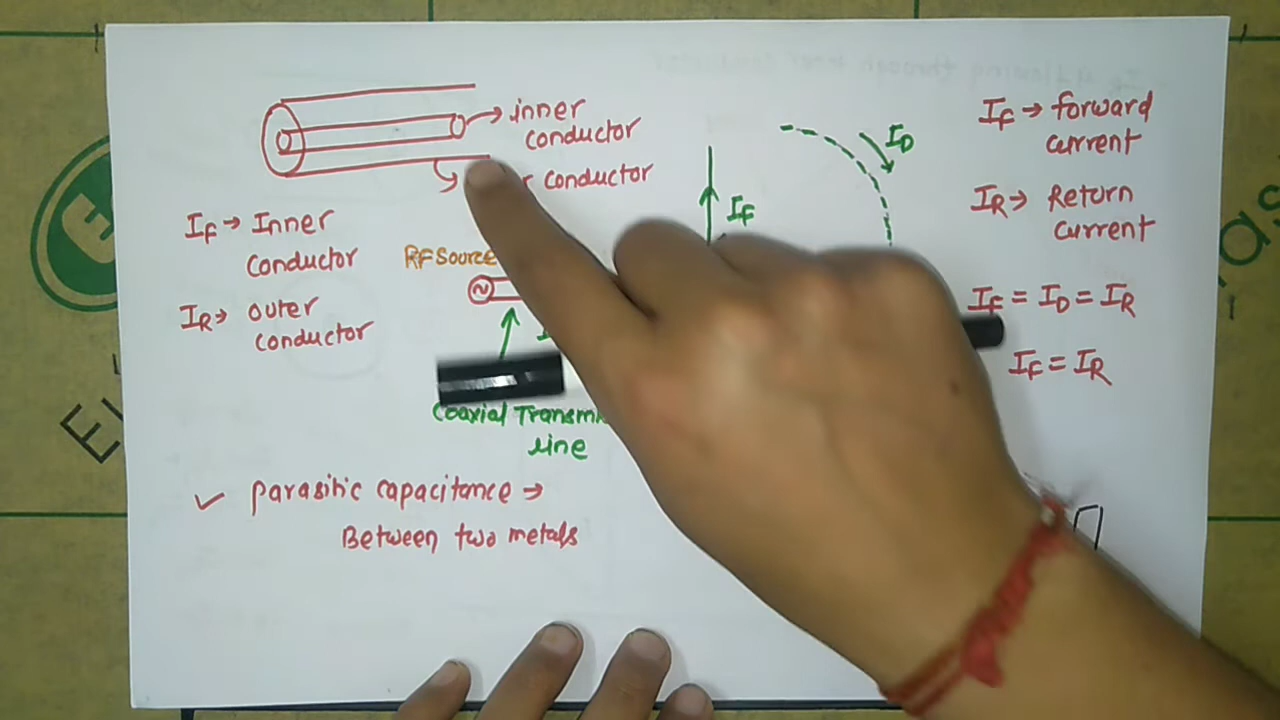 inner
conductor
conductor
IF → Inner
conductor
IR → outer
conductor
RF Source
Coaxial
line
✓ parasitic capacitance →
Between two metals
ID
IF
IF → forward
current
IR → Return
current
IF = ID = IR
IF = IR